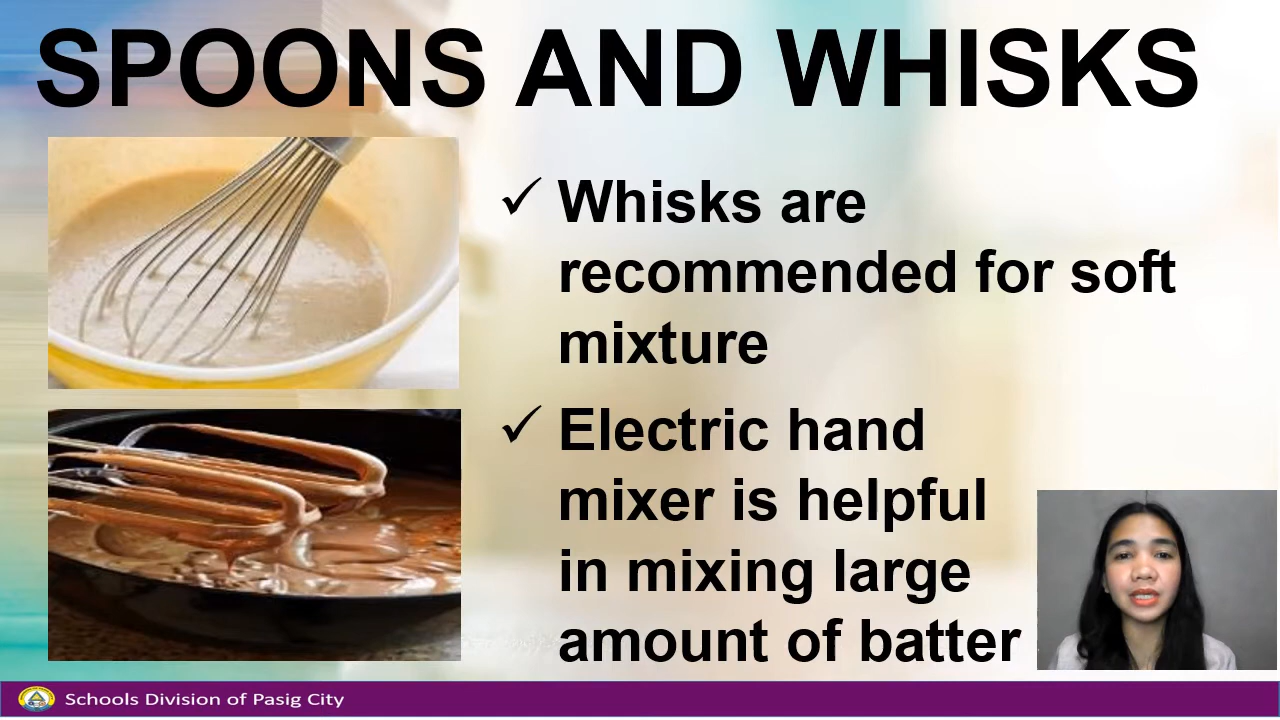 SPOONS AND WHISKS
✓ Whisks are
recommended for soft
mixture
✓ Electric hand
mixer is helpful
in mixing large
amount of batter
Schools Division of Pasig City